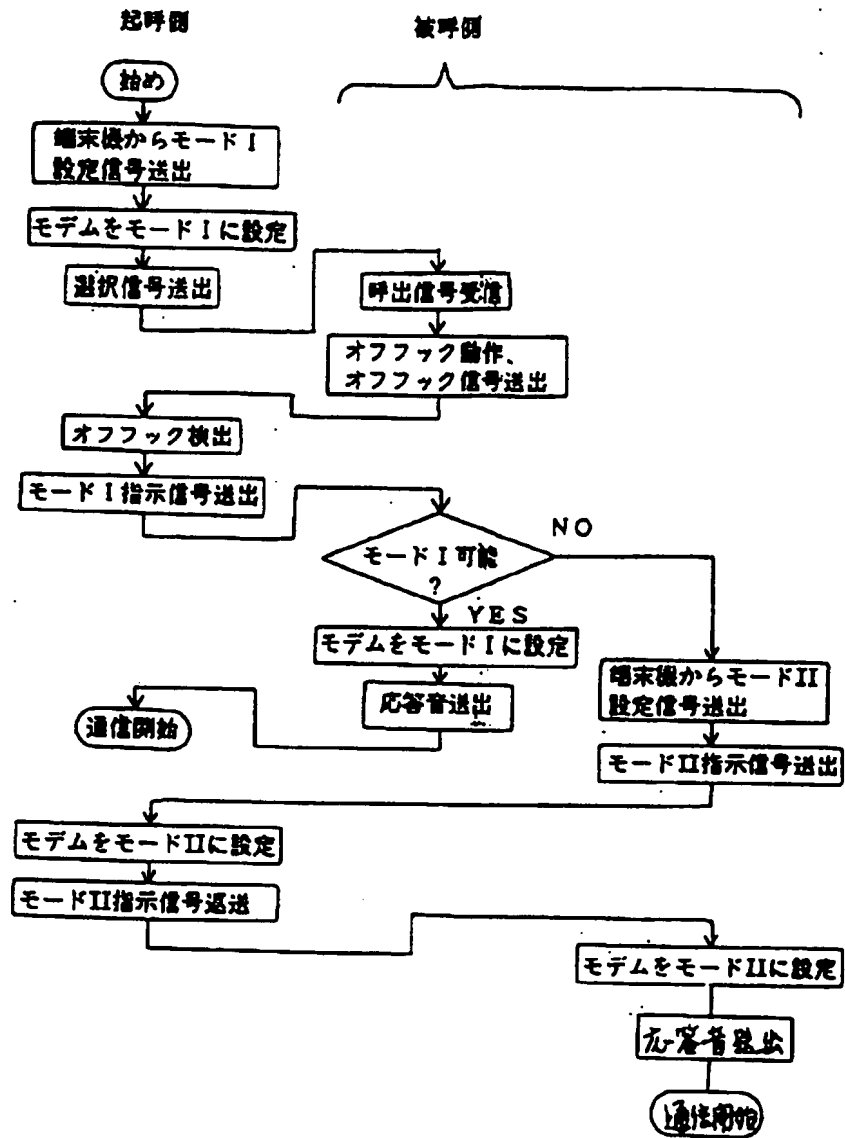 起呼側
被呼側
始め
端末機からモードI
設定信号送出
モデムをモードIに設定
選択信号送出
呼出信号受信
オフフック動作、
オフフック信号送出
オフフック検出
モードI指示信号送出
モードI可能
?
NO
YES
モデムをモードIに設定
応答音送出
通信開始
端末機からモードII
設定信号送出
モードII指示信号送出
モデムをモードIIに設定
モードII指示信号返送
モデムをモードIIに設定
応答音送出
通信開始